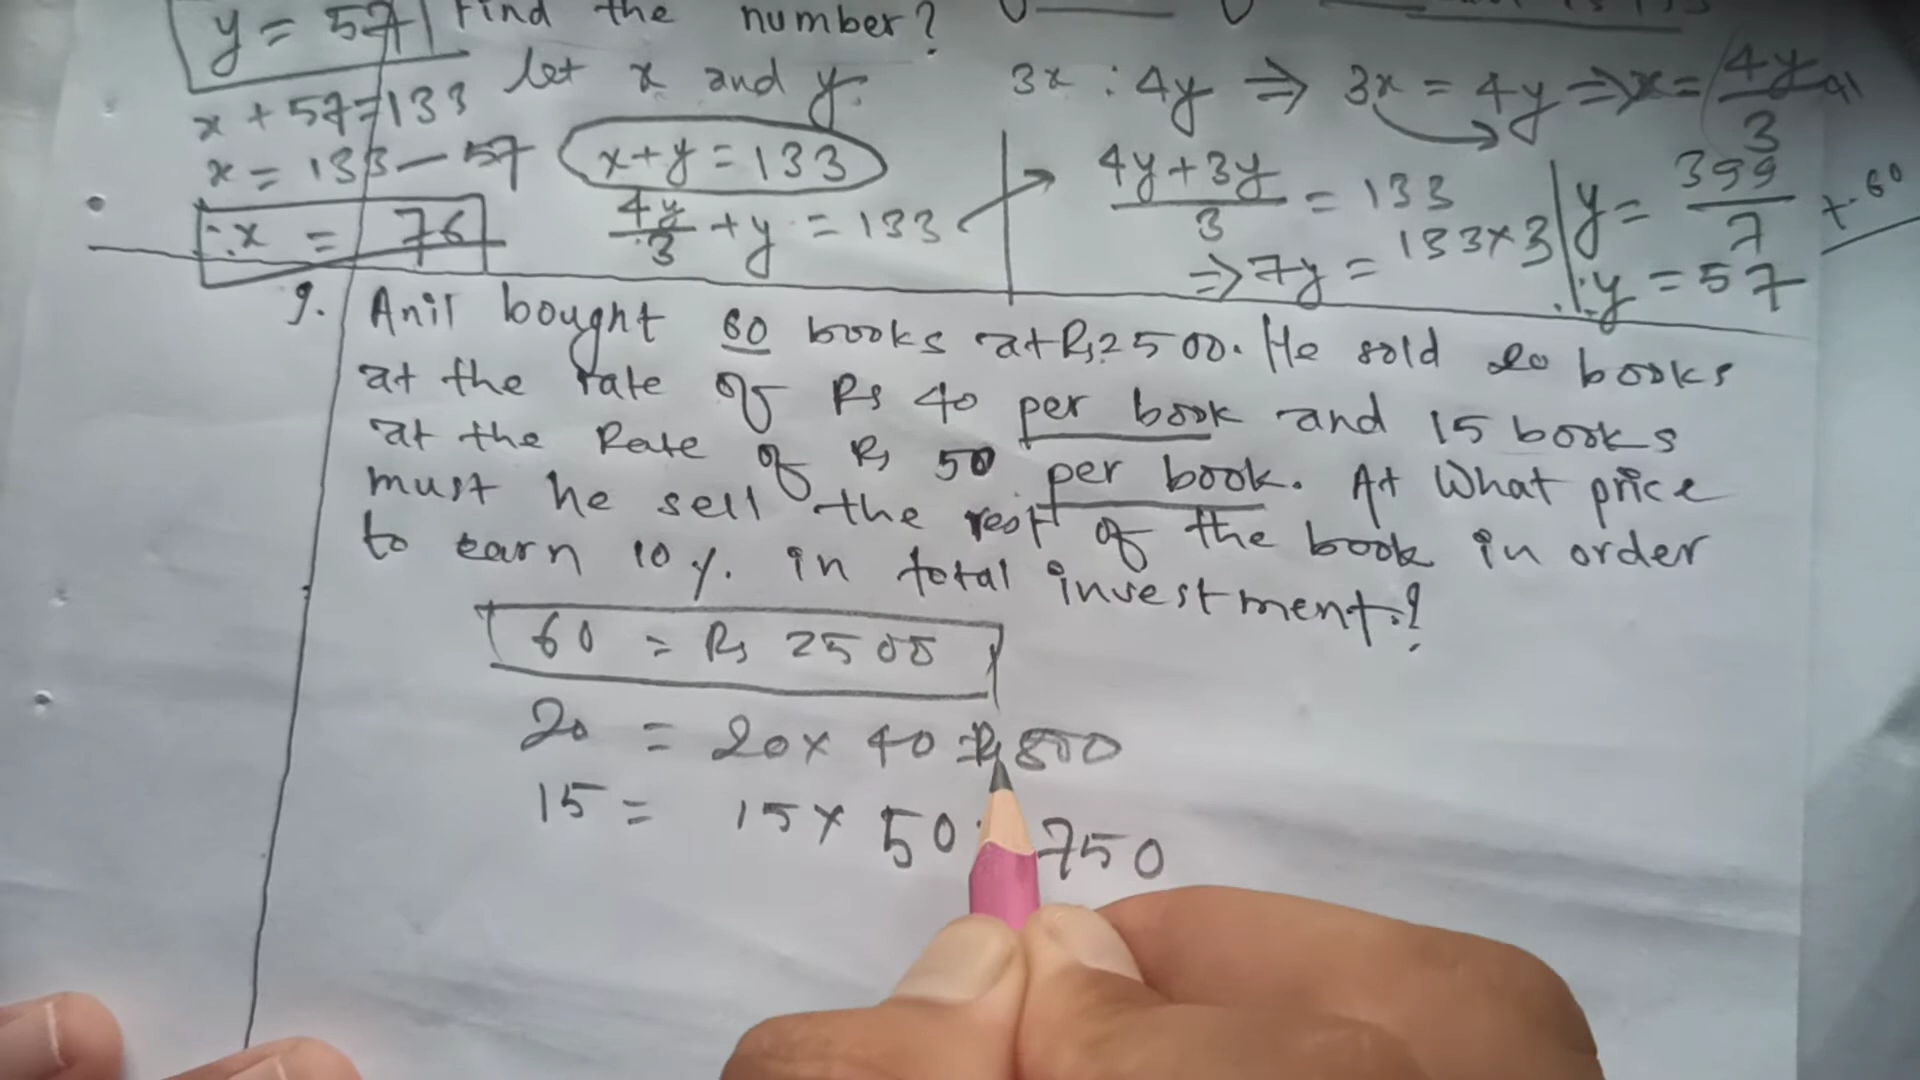 y = 57 Find the number?
let x and y.
3x : 4y ⇒ 3x = 4y ⇒ x = 4y/3
x + 57 = 133
x = 133 - 57
∴ x = 76
x + y = 133
4y/3 + y = 133
4y + 3y/3 = 133
⇒ 7y = 133 × 3
y = 399/7
∴ y = 57
9. Anil bought 60 books at Rs 2500. He sold 20 books
at the rate of Rs 40 per book and 15 books
at the Rate of Rs 50 per book. At What price
must he sell the rest of the book in order
to earn 10 %. in total investment.?
60 = Rs 2500
20 = 20 × 40 = Rs 800
15 = 15 × 50 750